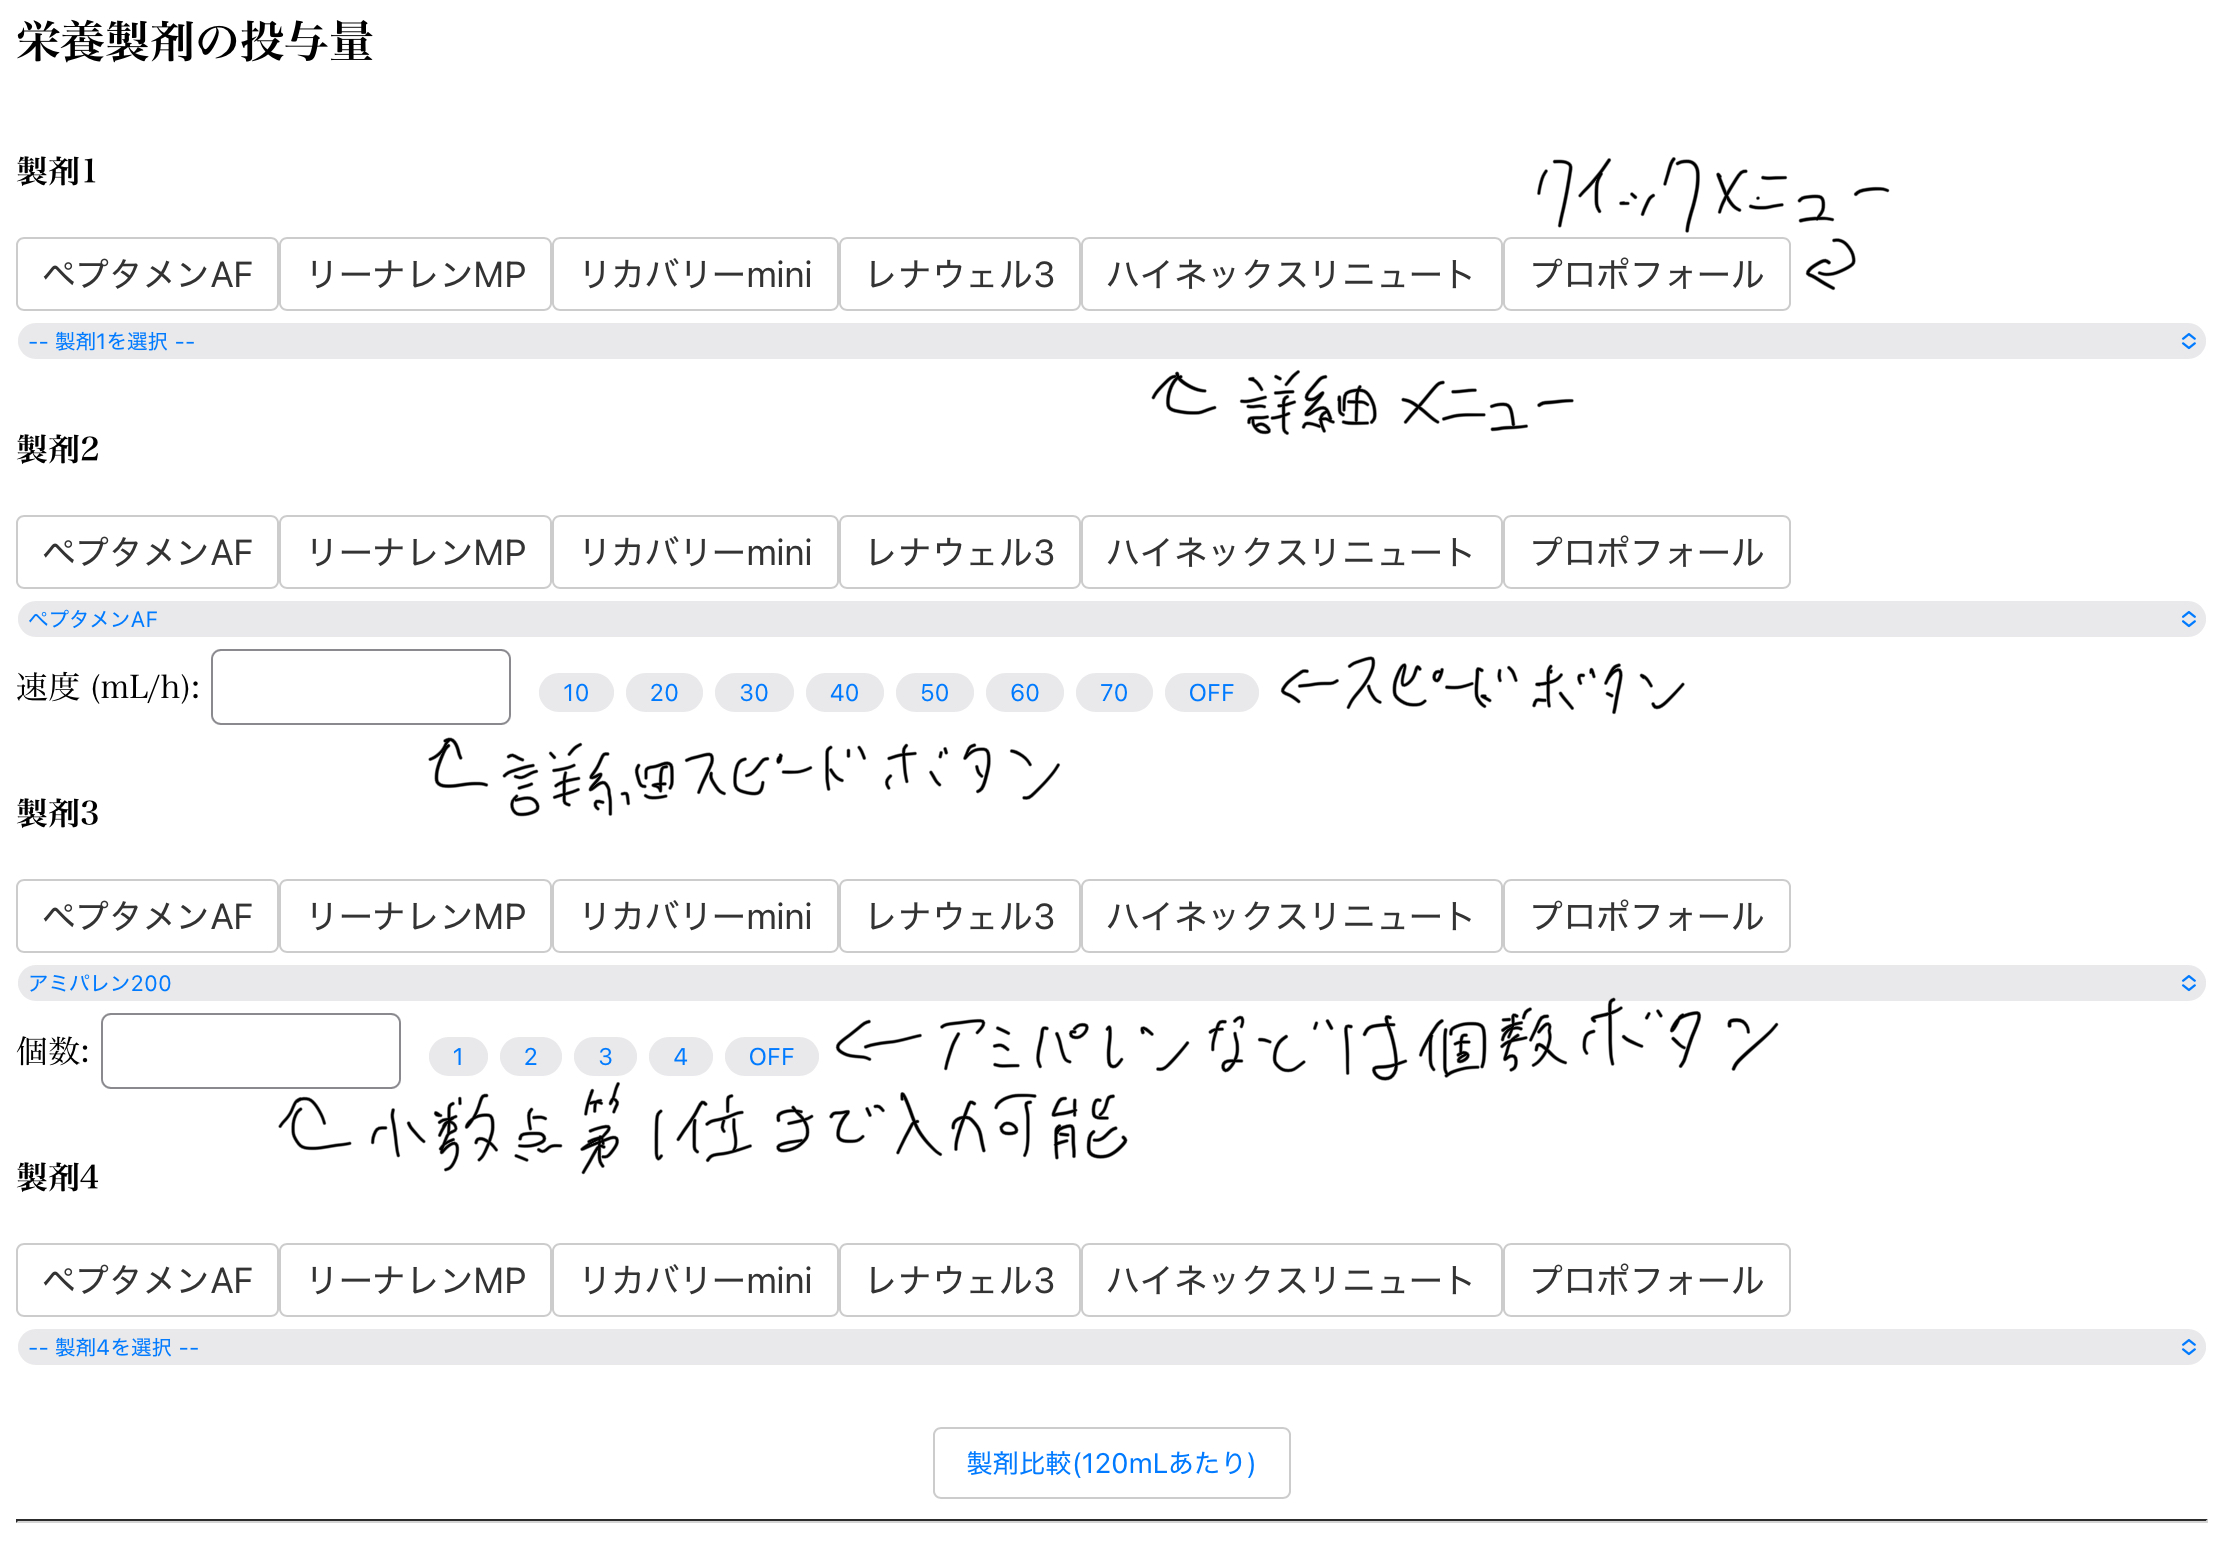 栄養製剤の投与量
製剤1
クイックメニュー
ペプタメンAF リーナレンMP リカバリーmini レナウェル3 ハイネックスリニュート プロポフォール
-- 製剤1を選択 --
詳細メニュー
製剤2
ペプタメンAF リーナレンMP リカバリーmini レナウェル3 ハイネックスリニュート プロポフォール
ペプタメンAF
速度 (mL/h): 10 20 30 40 50 60 70 OFF ←スピードボタン
詳細スピードボタン
製剤3
ペプタメンAF リーナレンMP リカバリーmini レナウェル3 ハイネックスリニュート プロポフォール
アミパレン200
個数: 1 2 3 4 OFF ←アミパレンなどは個数ボタン
小数点第1位まで入力可能
製剤4
ペプタメンAF リーナレンMP リカバリーmini レナウェル3 ハイネックスリニュート プロポフォール
-- 製剤4を選択 --
製剤比較(120mLあたり)